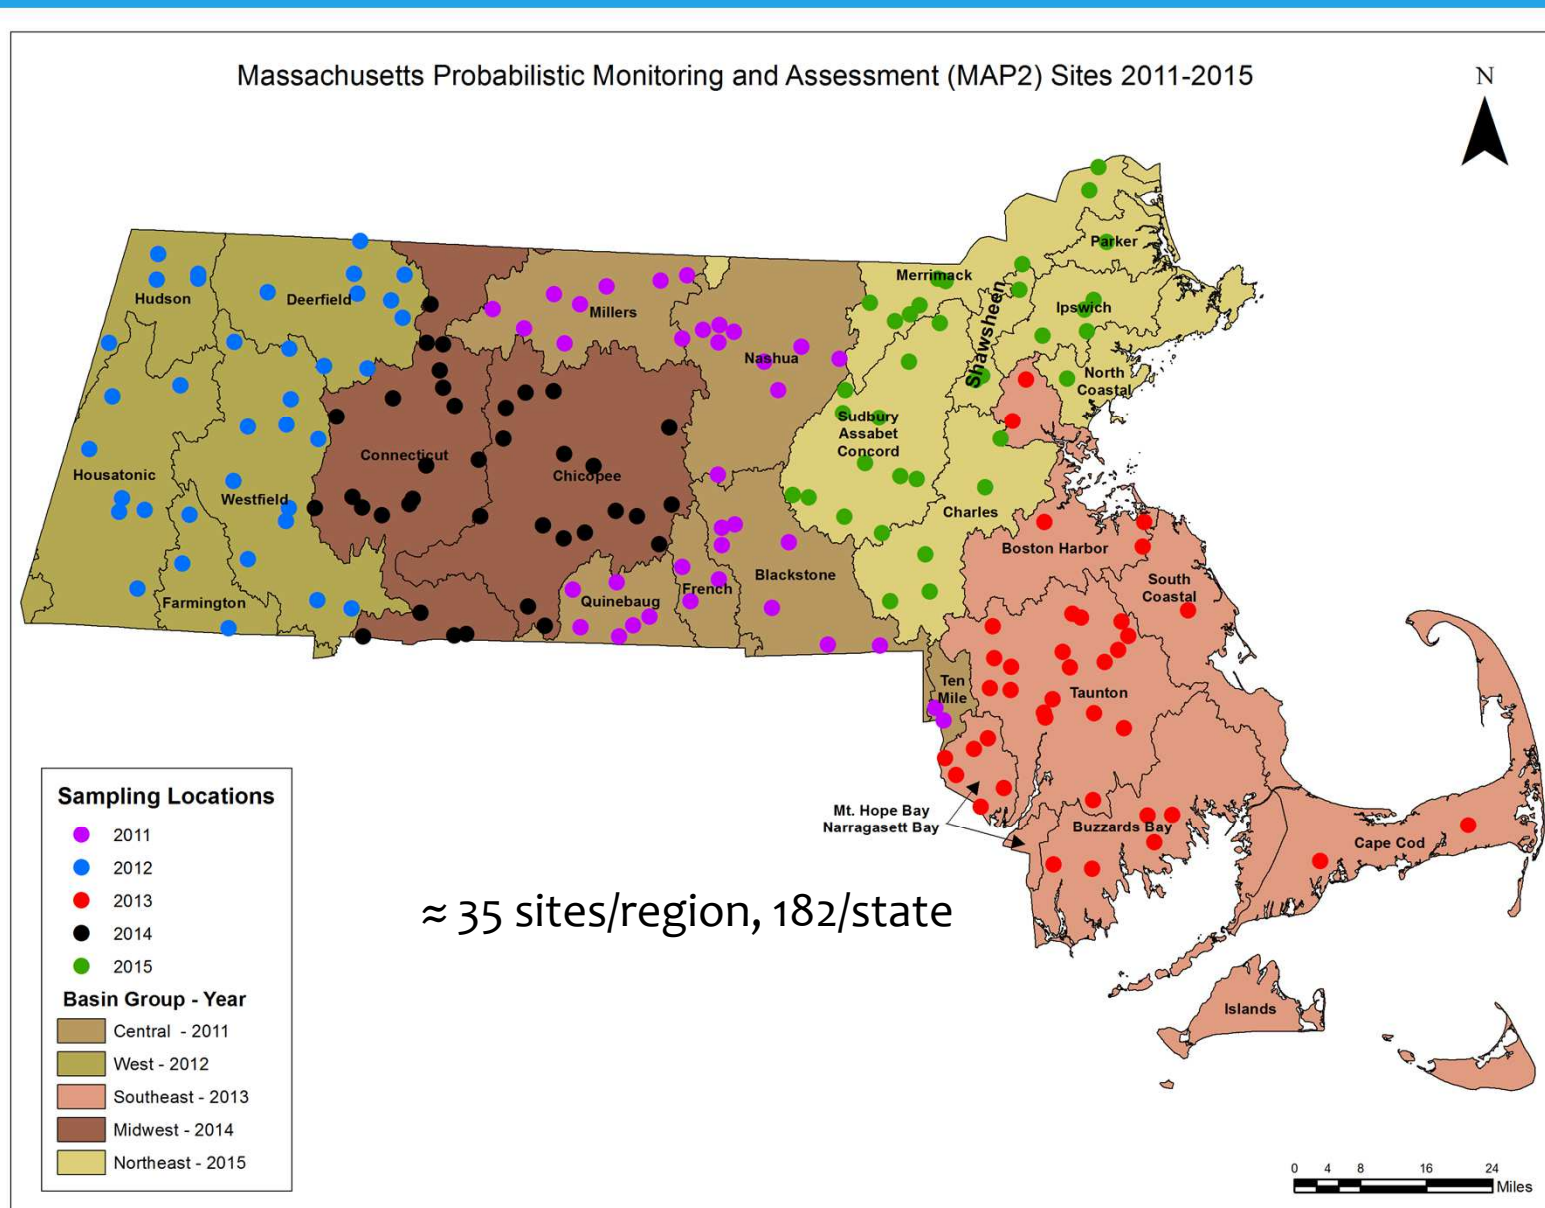 Massachusetts Probabilistic Monitoring and Assessment (MAP2) Sites 2011-2015
N
Parker
Merrimack
Hudson
Deerfield
Millers
Ipswich
Shawsheen
Nashua
North
Coastal
Sudbury
Assabet
Concord
Connecticut
Chicopee
Housatonic
Westfield
Charles
Boston Harbor
Blackstone
South
Coastal
French
Quinebaug
Farmington
Ten
Mile
Taunton
Mt. Hope Bay
Narragasett Bay
Buzzards Bay
Cape Cod
Islands
≈ 35 sites/region, 182/state
Sampling Locations
2011
2012
2013
2014
2015
Basin Group - Year
Central - 2011
West - 2012
Southeast - 2013
Midwest - 2014
Northeast - 2015
0 4 8 16 24
Miles